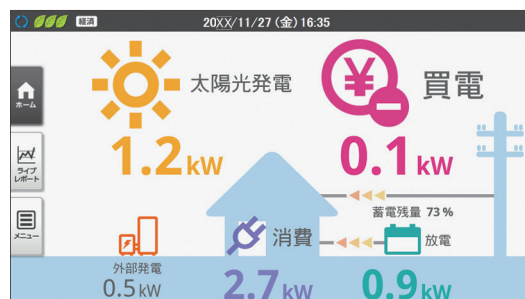 経済 20XX/11/27 (金) 16:35
太陽光発電
1.2kW
買電
0.1kW
ホーム
ライブ
レポート
メニュー
蓄電残量 73%
外部発電
0.5kW
消費
2.7kW
放電
0.9kW